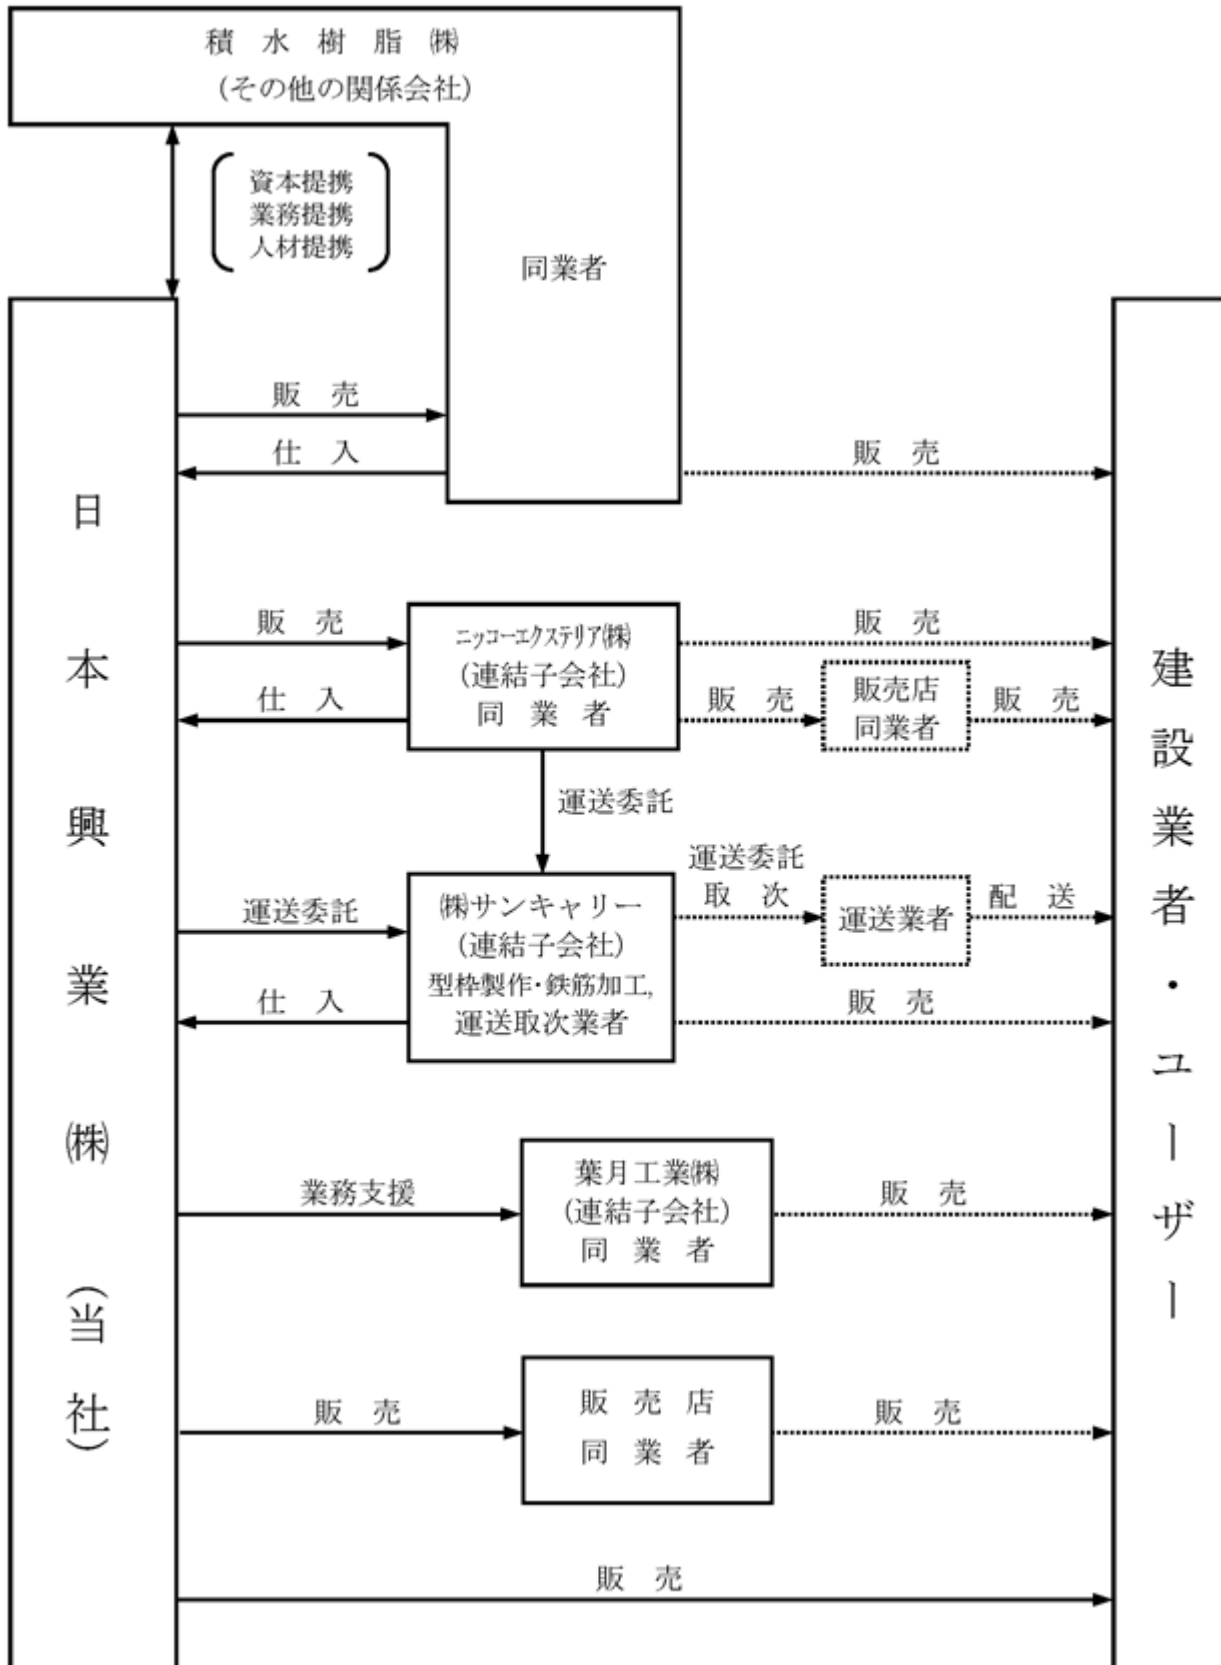 積水樹脂㈱
(その他の関係会社)
資本提携
業務提携
人材提携
同業者
販売
仕入
販売
日本興業㈱(当社)
建設業者・ユーザー
販売
仕入
ニッコーエクステリア㈱
(連結子会社)
同業者
販売
販売
販売店
同業者
販売
運送委託
運送委託
仕入
㈱サンキャリー
(連結子会社)
型枠製作・鉄筋加工,
運送取次業者
運送委託
取次
運送業者
配送
販売
業務支援
葉月工業㈱
(連結子会社)
同業者
販売
販売
販売店
同業者
販売
販売